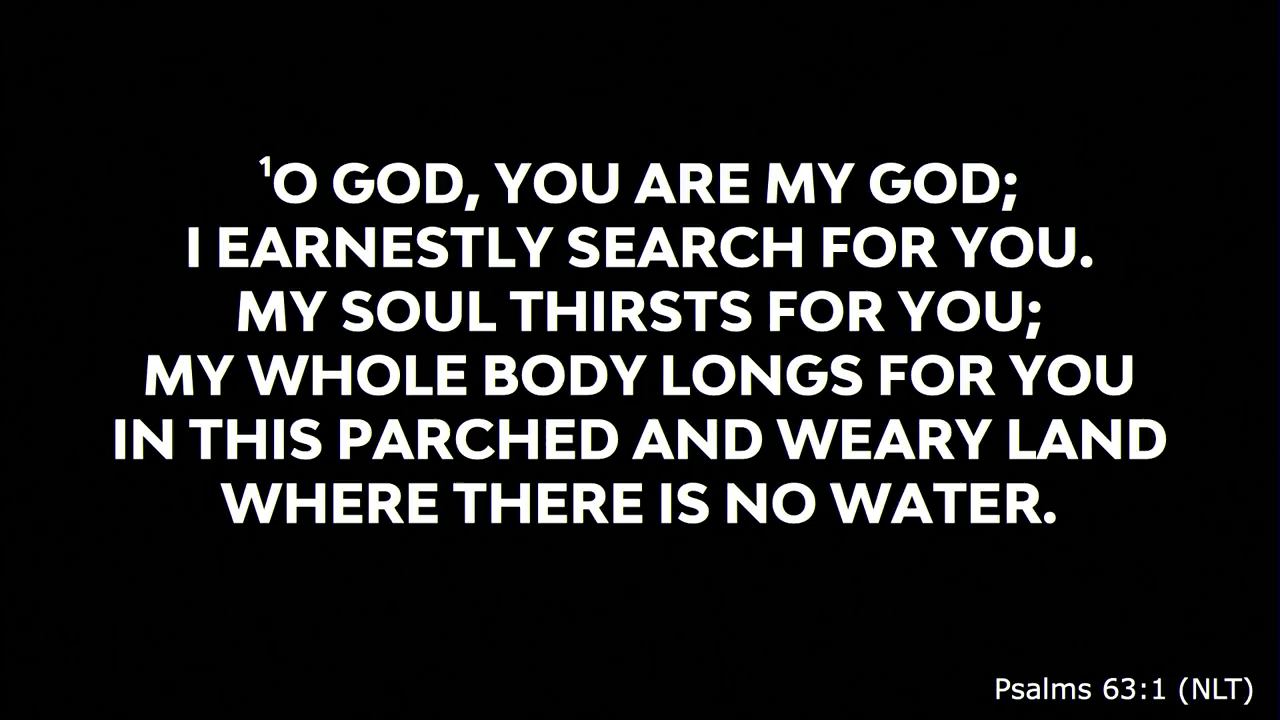 ¹O GOD, YOU ARE MY GOD;
I EARNESTLY SEARCH FOR YOU.
MY SOUL THIRSTS FOR YOU;
MY WHOLE BODY LONGS FOR YOU
IN THIS PARCHED AND WEARY LAND
WHERE THERE IS NO WATER.
Psalms 63:1 (NLT)